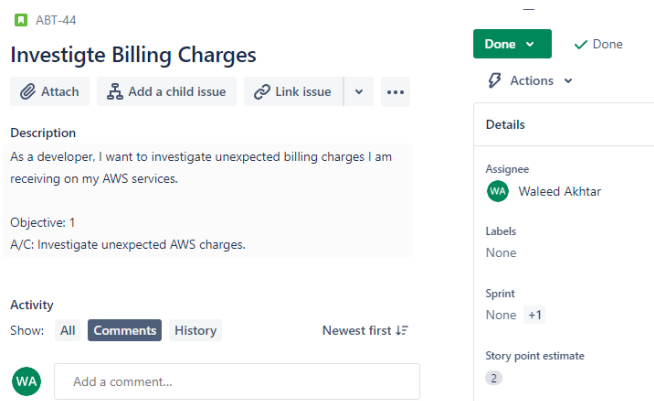 ABT-44
Investigte Billing Charges
Attach
Add a child issue
Link issue
Description
As a developer, I want to investigate unexpected billing charges I am
receiving on my AWS services.
Objective: 1
A/C: Investigate unexpected AWS charges.
Activity
Show: All Comments History Newest first
WA Add a comment...
Done Done
Actions
Details
Assignee
WA Waleed Akhtar
Labels
None
Sprint
None +1
Story point estimate
2